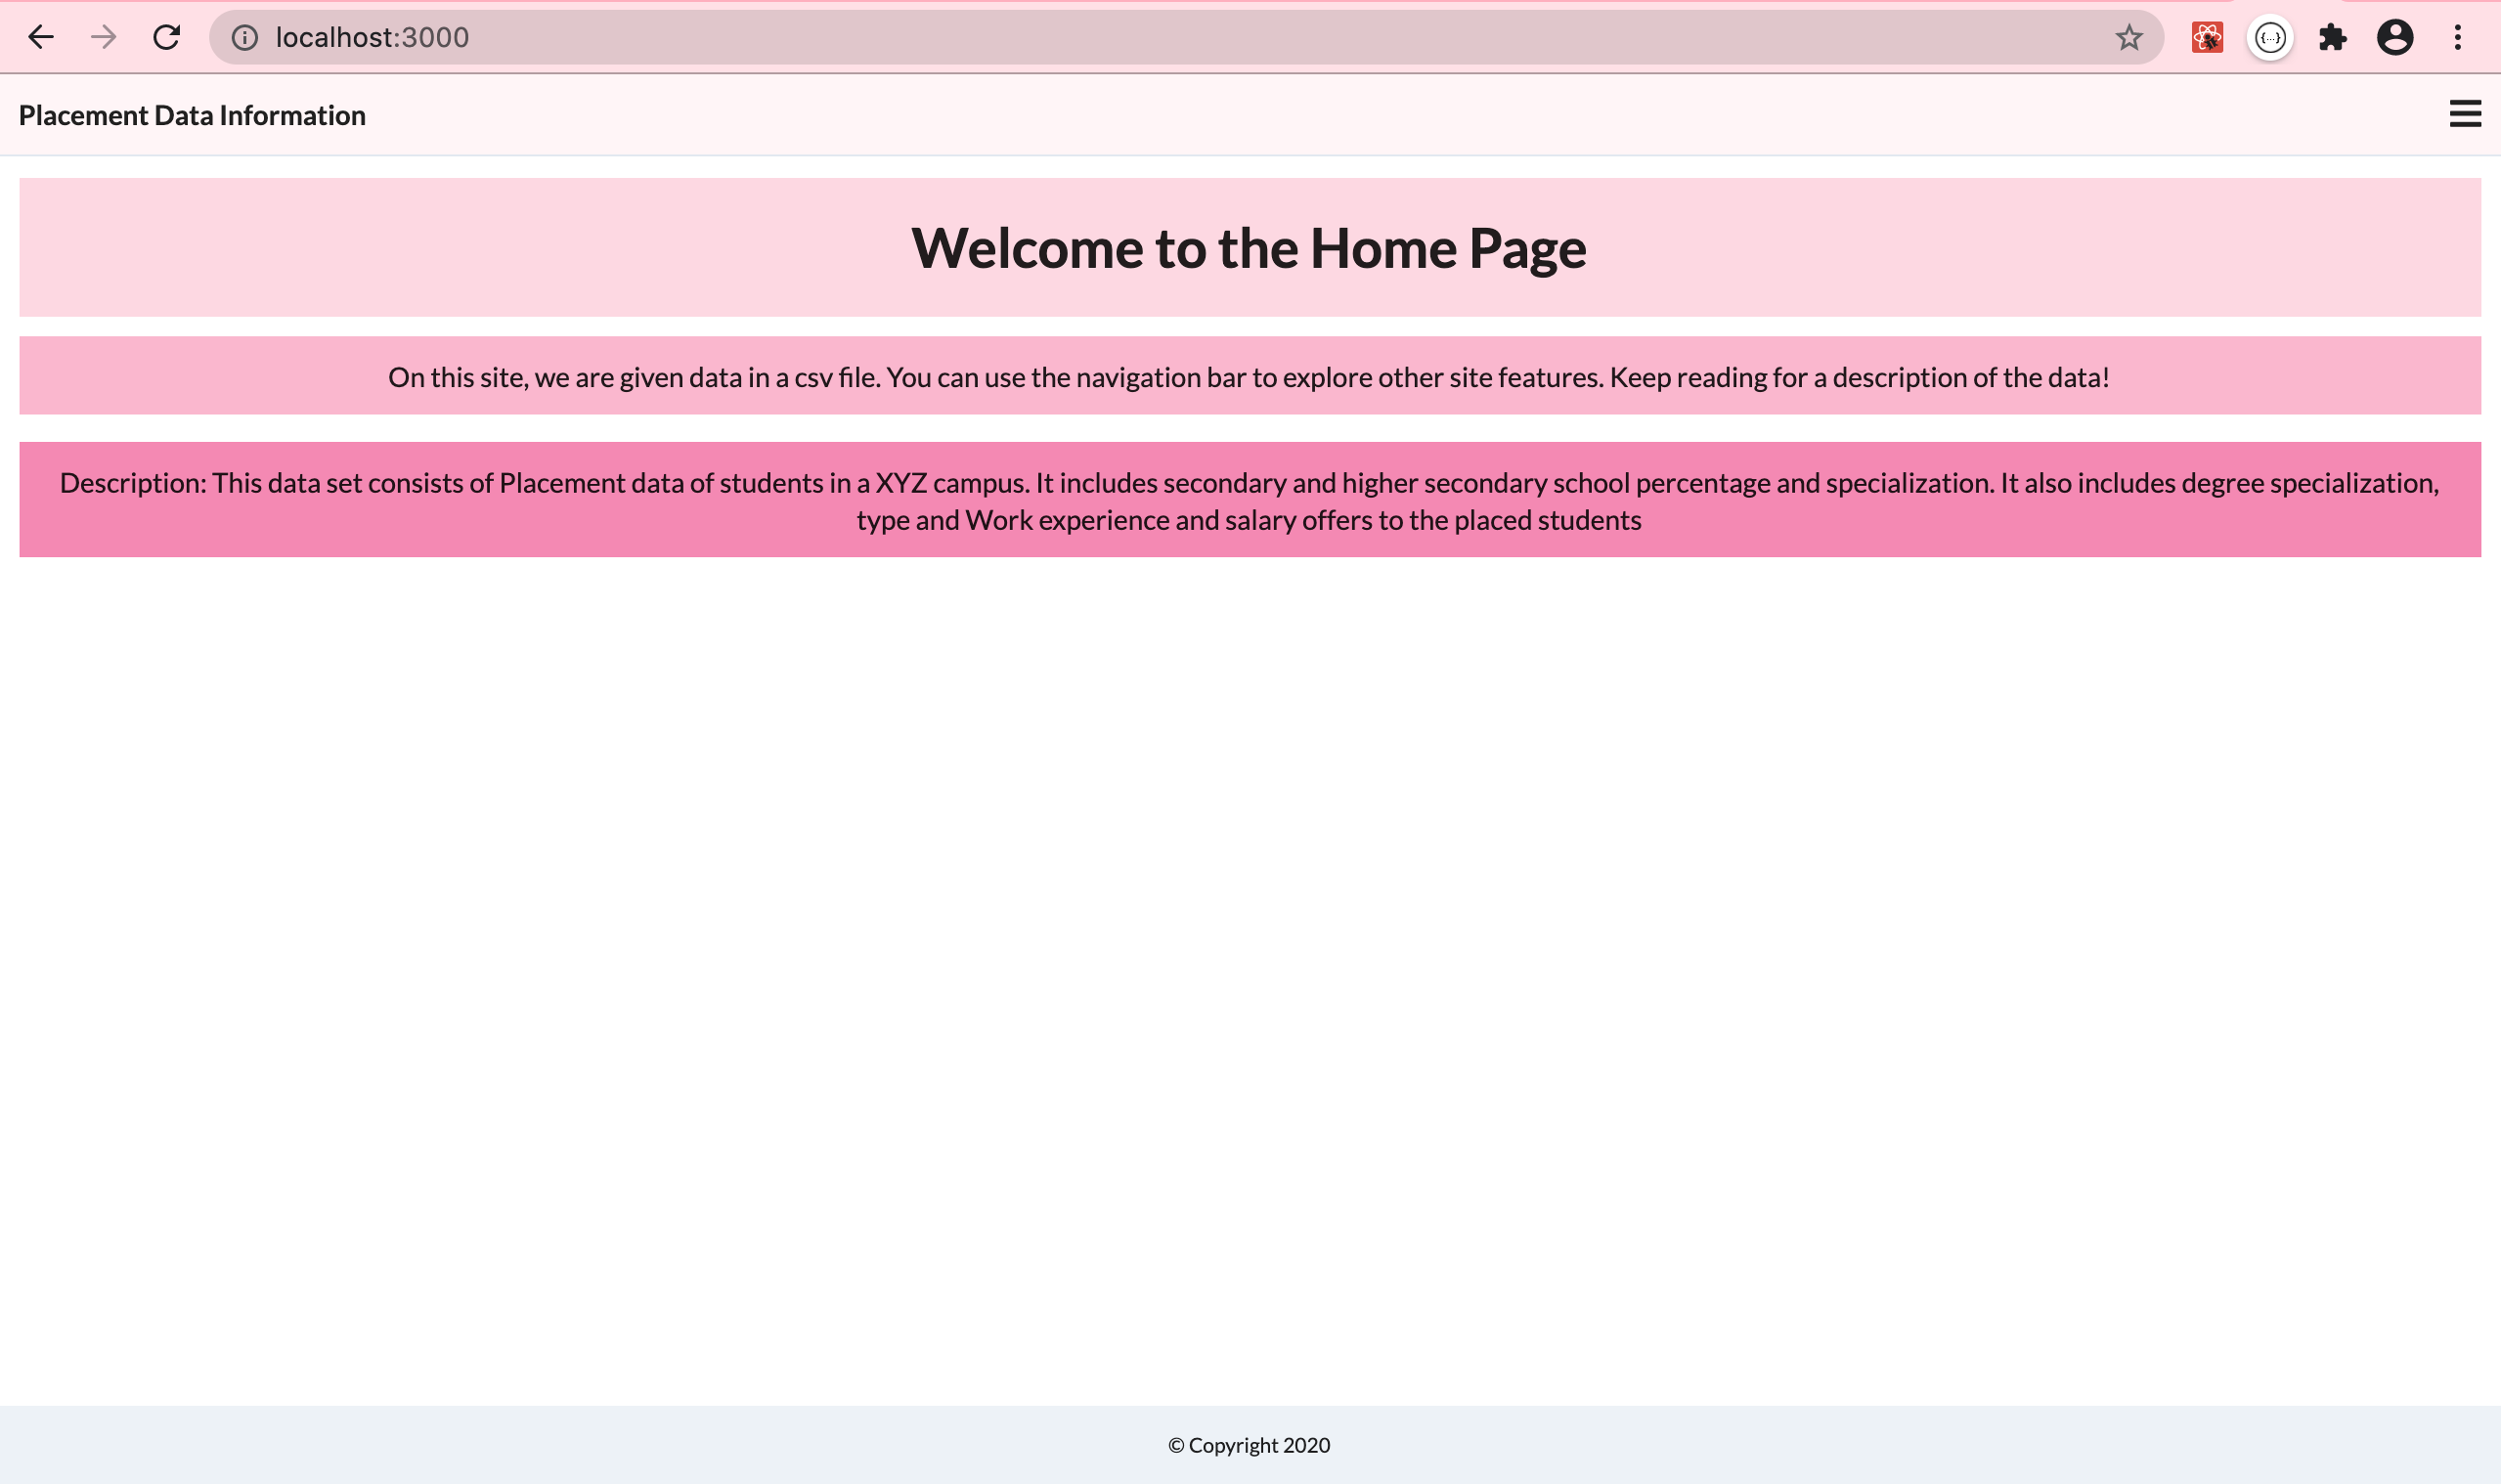 localhost:3000
{...}
Placement Data Information
Welcome to the Home Page
On this site, we are given data in a csv file. You can use the navigation bar to explore other site features. Keep reading for a description of the data!
Description: This data set consists of Placement data of students in a XYZ campus. It includes secondary and higher secondary school percentage and specialization. It also includes degree specialization,
type and Work experience and salary offers to the placed students
© Copyright 2020